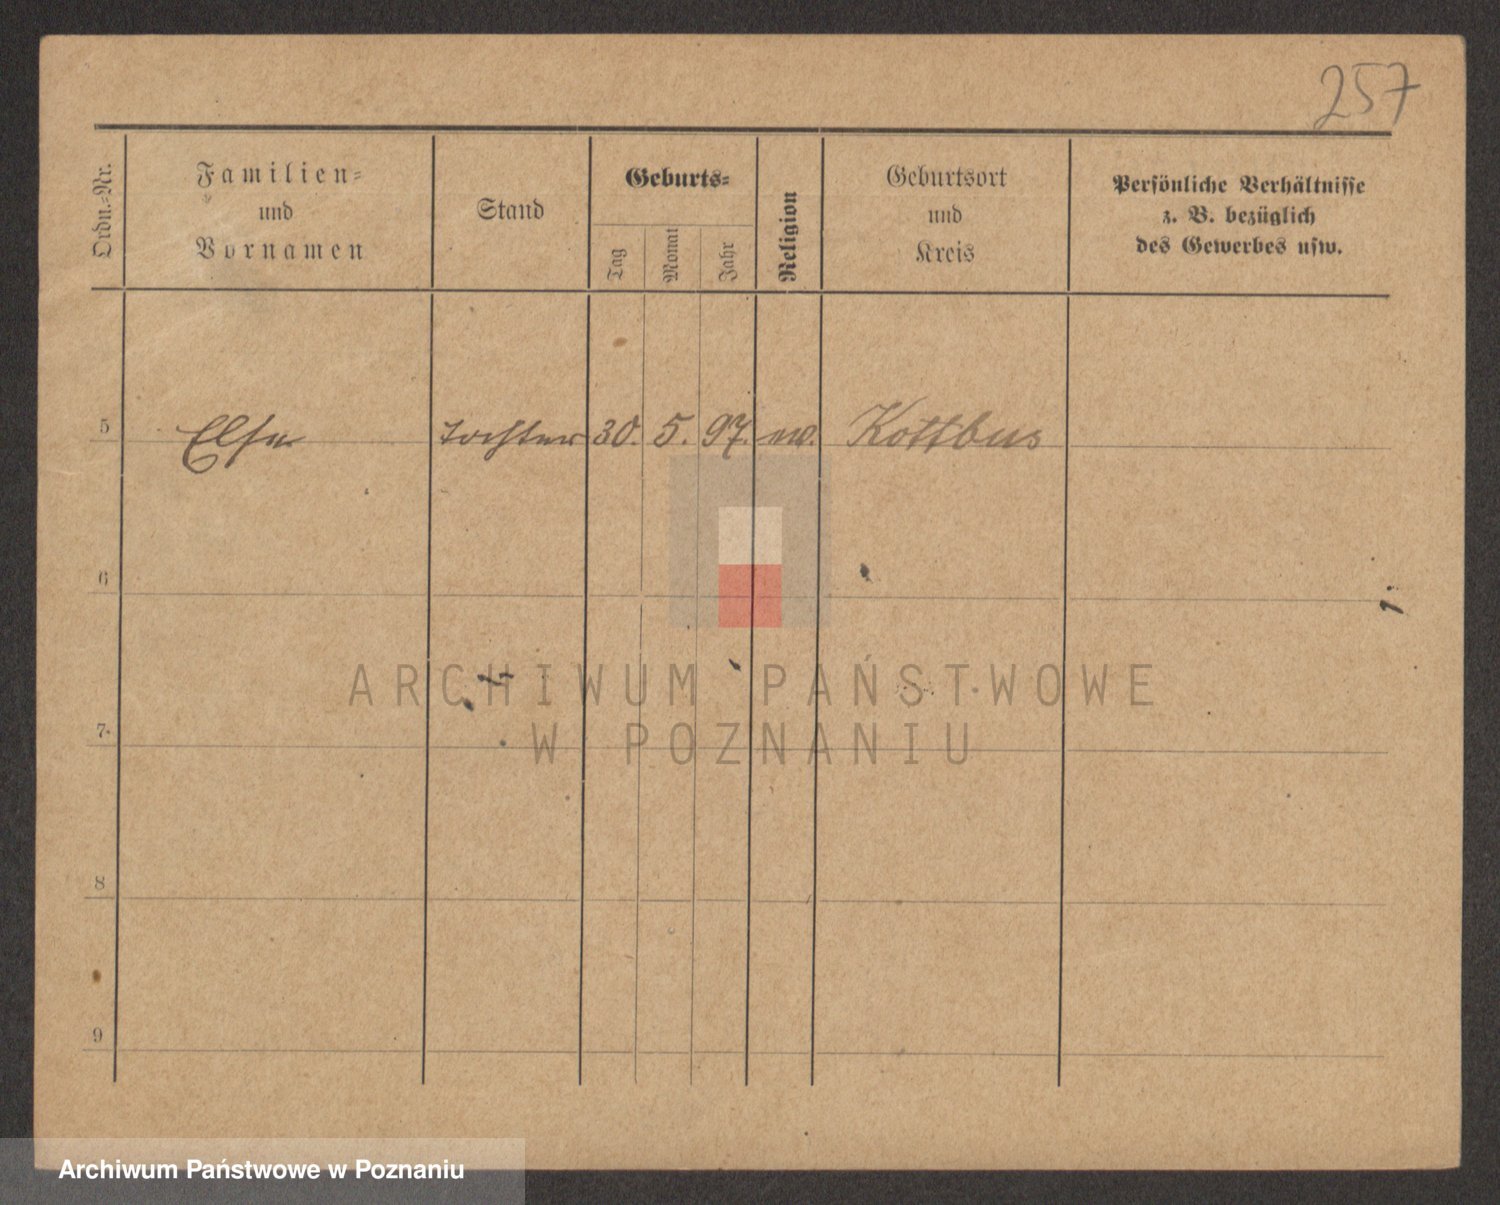 257
Ordn.-Nr.
Familien-
und
Vornamen
Stand
Geburts-
Tag
Monat
Jahr
Religion
Geburtsort
und
Kreis
Persönliche Verhältnisse
z. B. bezüglich
des Gewerbes usw.
5 Else Tochter 30. 5. 97. ev. Kottbus
6
7
8
9
ARCHIWUM PAŃSTWOWE
W POZNANIU
Archiwum Państwowe w Poznaniu